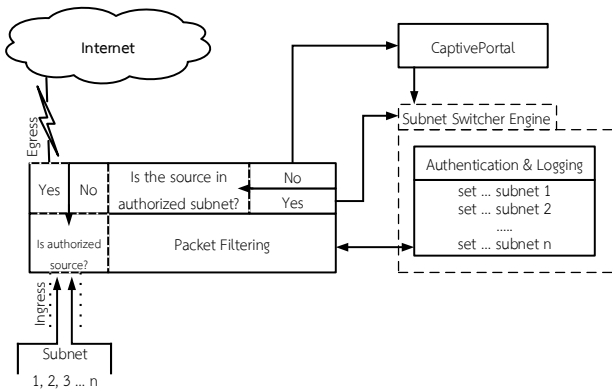 Internet
CaptivePortal
Egress
Subnet Switcher Engine
Yes
No
Is the source in
authorized subnet?
No
Yes
Authentication & Logging
set ... subnet 1
set ... subnet 2
.....
set ... subnet n
Is authorized
source?
Packet Filtering
Ingress
Subnet
1, 2, 3 ... n